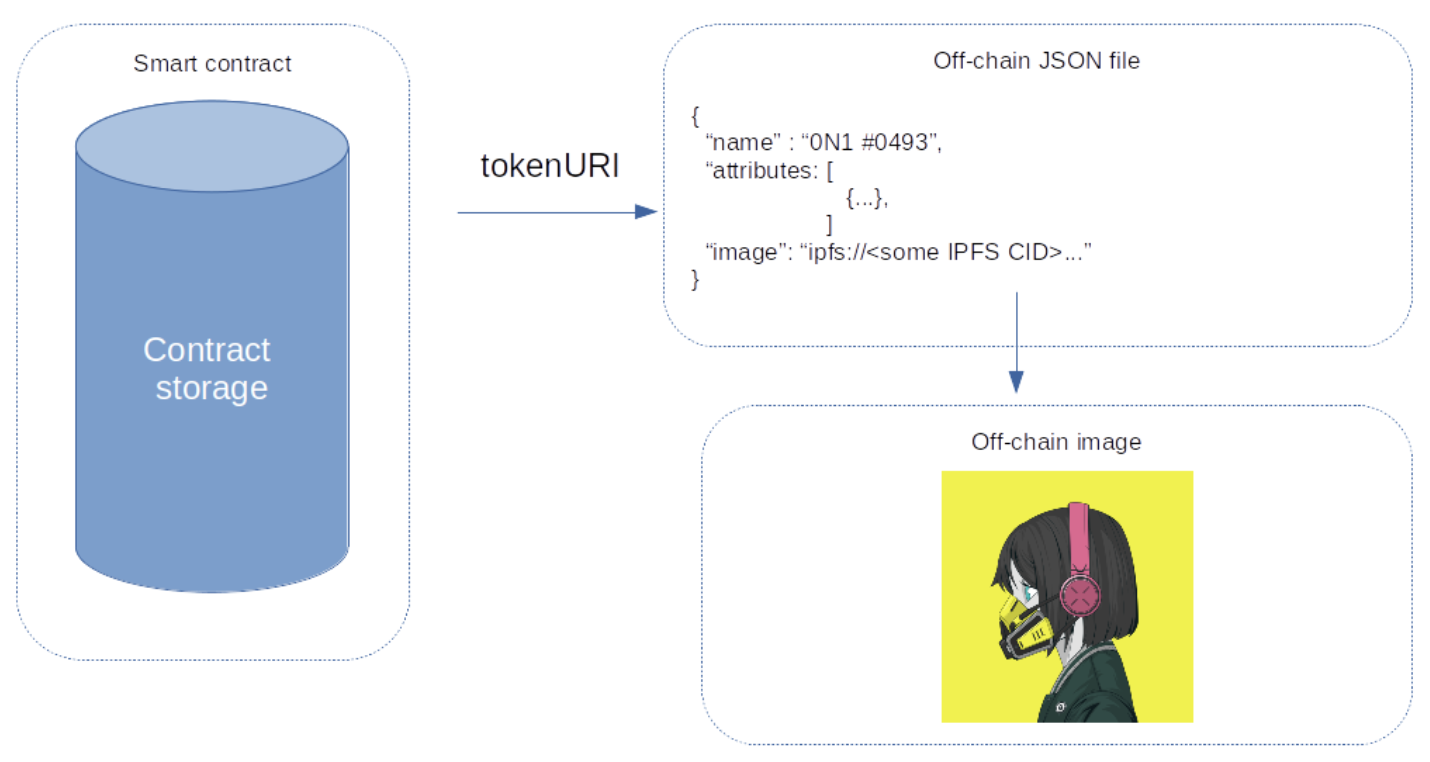 Smart contract
Contract
storage
tokenURI
Off-chain JSON file
{
“name” : “0N1 #0493”,
“attributes: [
{...},
]
“image”: “ipfs://<some IPFS CID>...”
}
Off-chain image